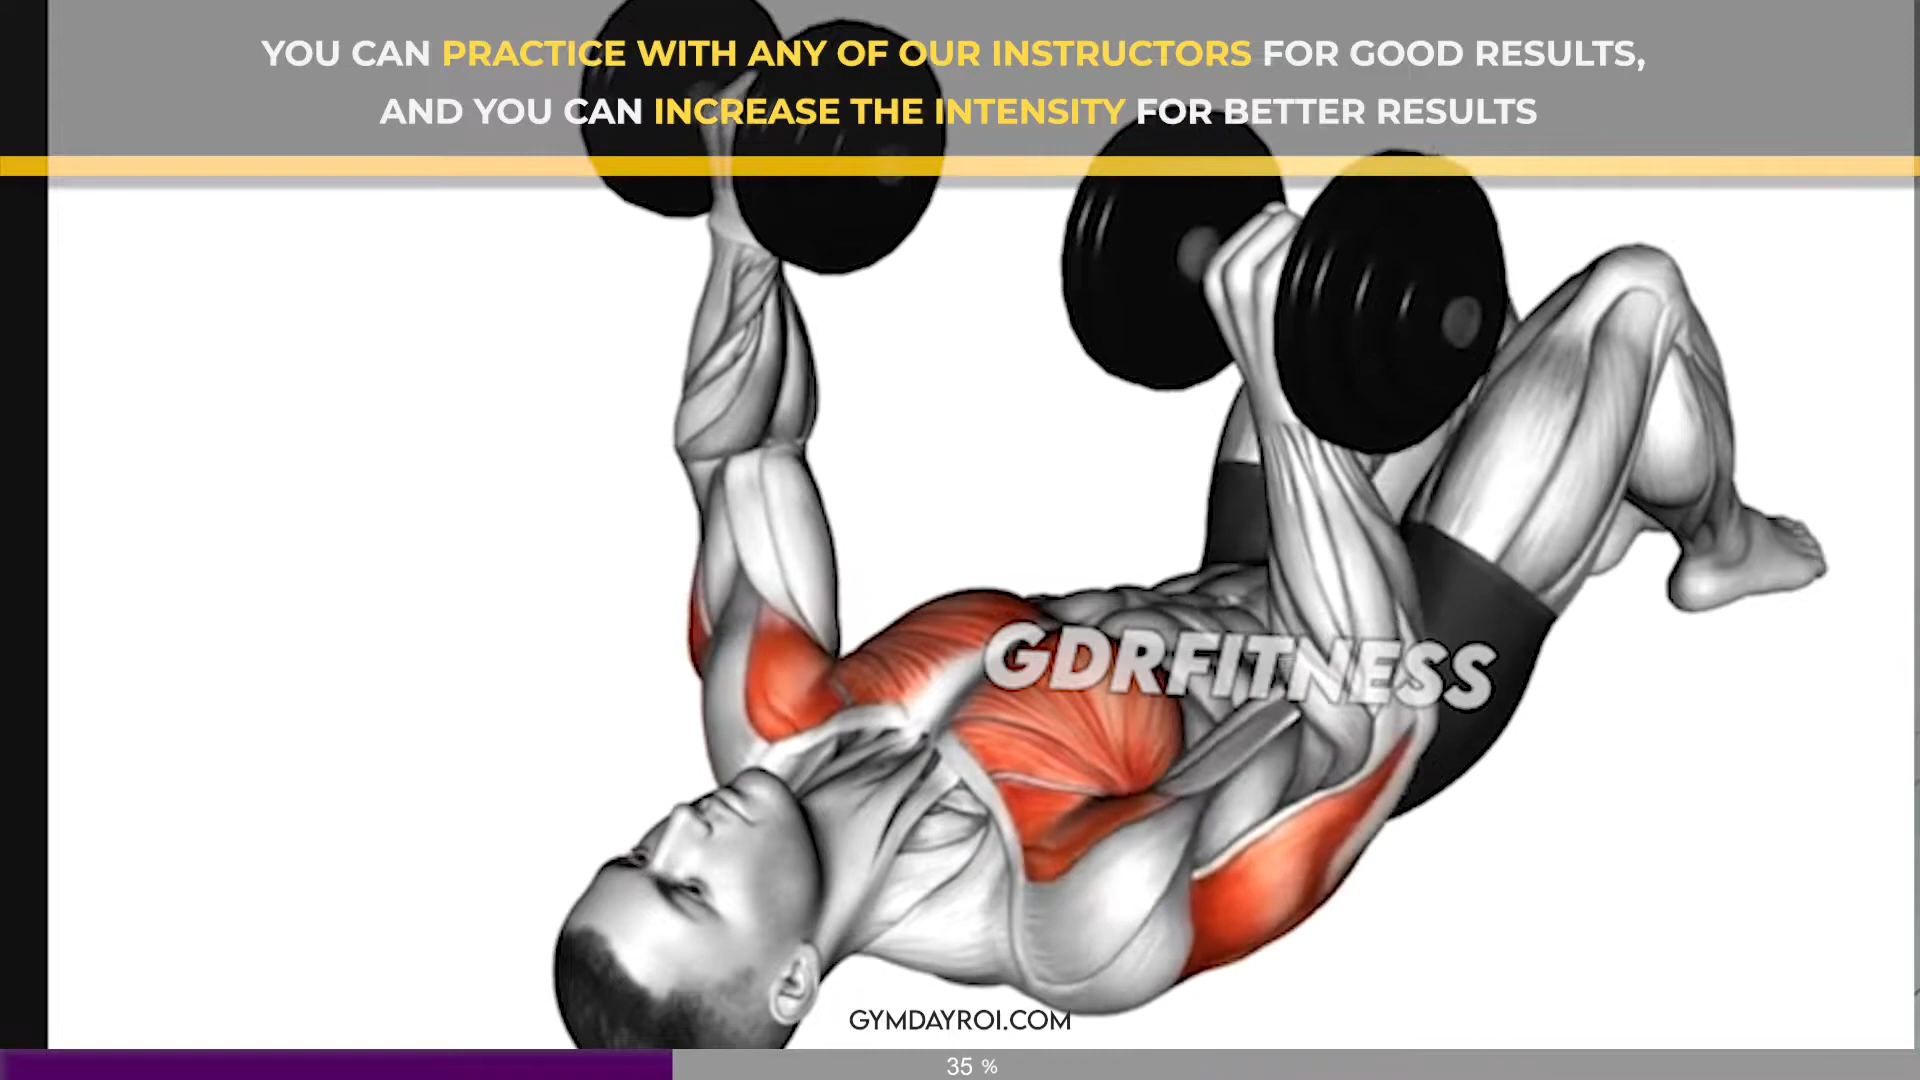 YOU CAN PRACTICE WITH ANY OF OUR INSTRUCTORS FOR GOOD RESULTS,
AND YOU CAN INCREASE THE INTENSITY FOR BETTER RESULTS
GDRFITNESS
GYMDAYROI.COM
35 %